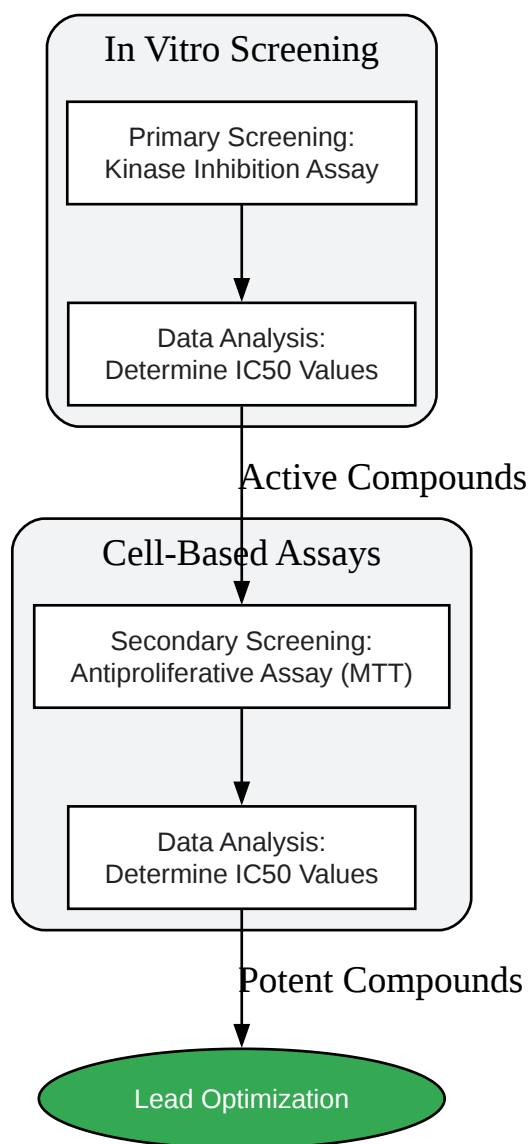 In Vitro Screening
Primary Screening:
Kinase Inhibition Assay
Data Analysis:
Determine IC50 Values
Active Compounds
Cell-Based Assays
Secondary Screening:
Antiproliferative Assay (MTT)
Data Analysis:
Determine IC50 Values
Potent Compounds
Lead Optimization